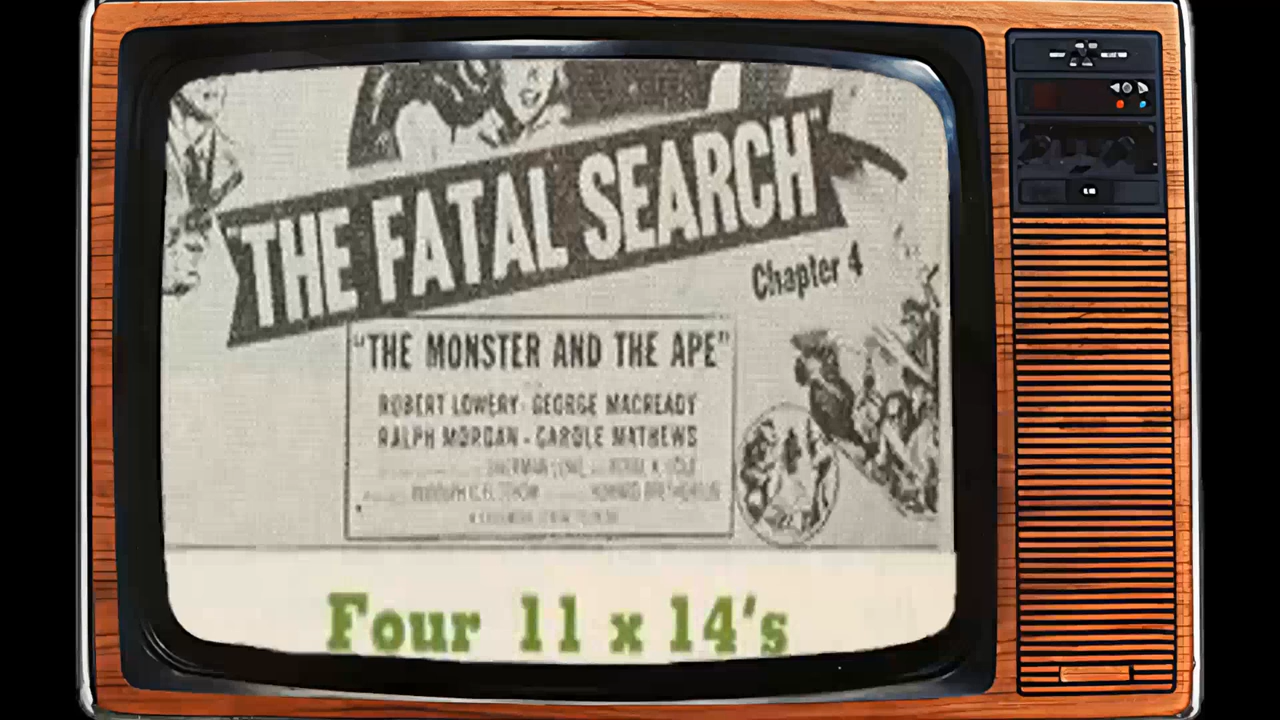 "THE FATAL SEARCH"
Chapter 4
"THE MONSTER AND THE APE"
ROBERT LOWERY - GEORGE MACREADY
RALPH MORGAN - CAROLE MATHEWS
Four 11 x 14's